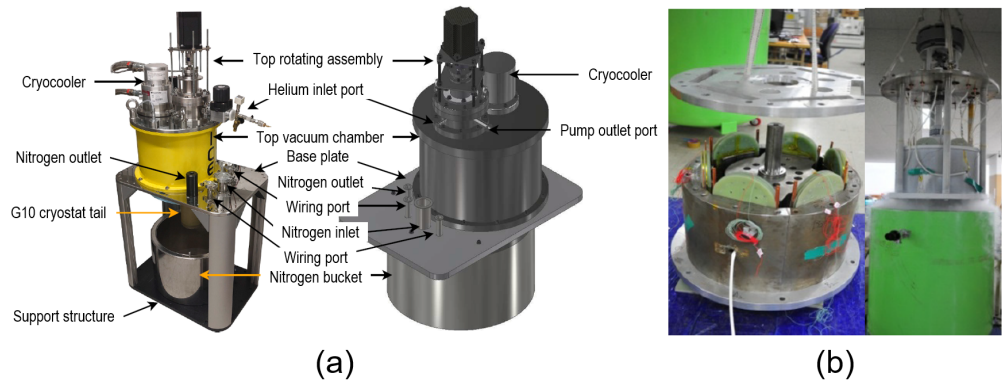 Top rotating assembly
Cryocooler
Cryocooler
Helium inlet port
Top vacuum chamber
Pump outlet port
Nitrogen outlet
Base plate
Nitrogen outlet
G10 cryostat tail
Wiring port
Nitrogen inlet
Wiring port
Nitrogen bucket
Support structure
(a)
(b)